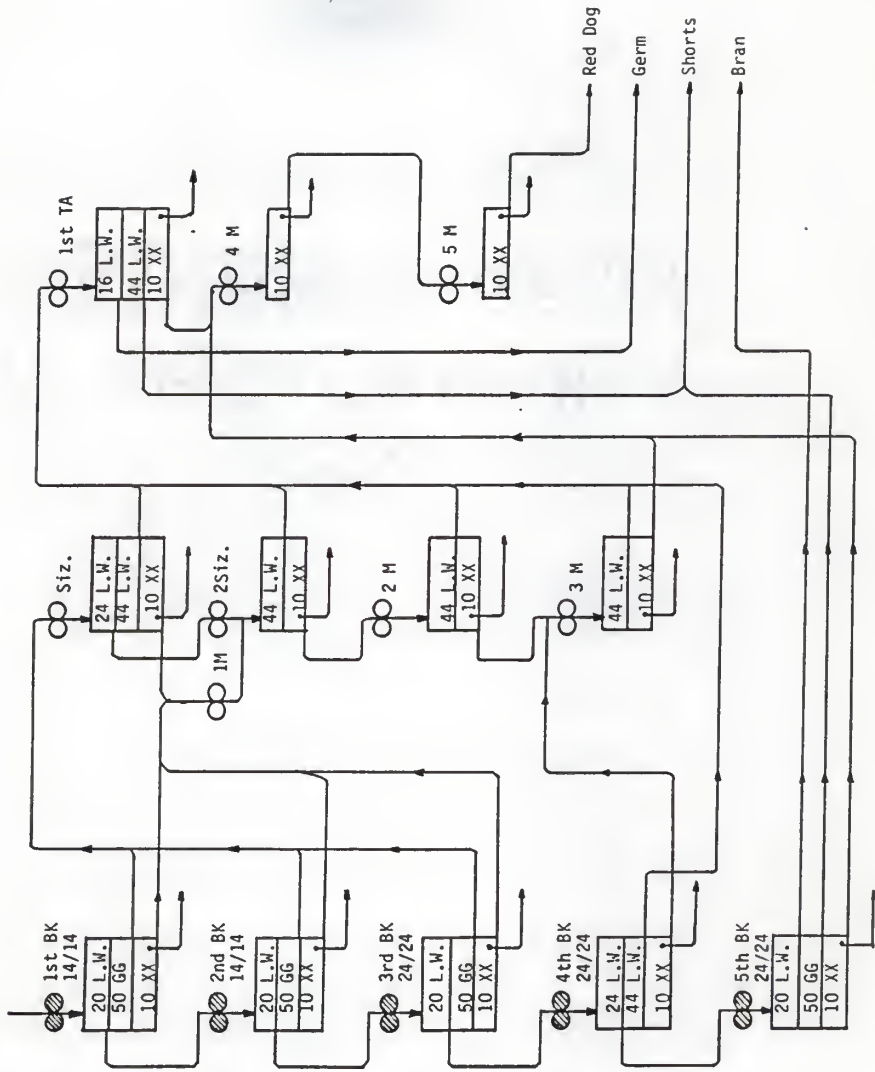 1st BK
14/14
20 L.W.
50 GG
10 XX
2nd BK
14/14
20 L.W.
50 GG
10 XX
3rd BK
24/24
20 L.W.
50 GG
10 XX
4th BK
24/24
24 L.W.
44 L.W.
10 XX
5th BK
24/24
20 L.W.
50 GG
10 XX
Siz.
24 L.W.
44 L.W.
10 XX
1M
2Siz.
44 L.W.
10 XX
2 M
44 L.W.
10 XX
3 M
44 L.W.
10 XX
1st TA
16 L.W.
44 L.W.
10 XX
4 M
10 XX
5 M
10 XX
Red Dog
Germ
Shorts
Bran